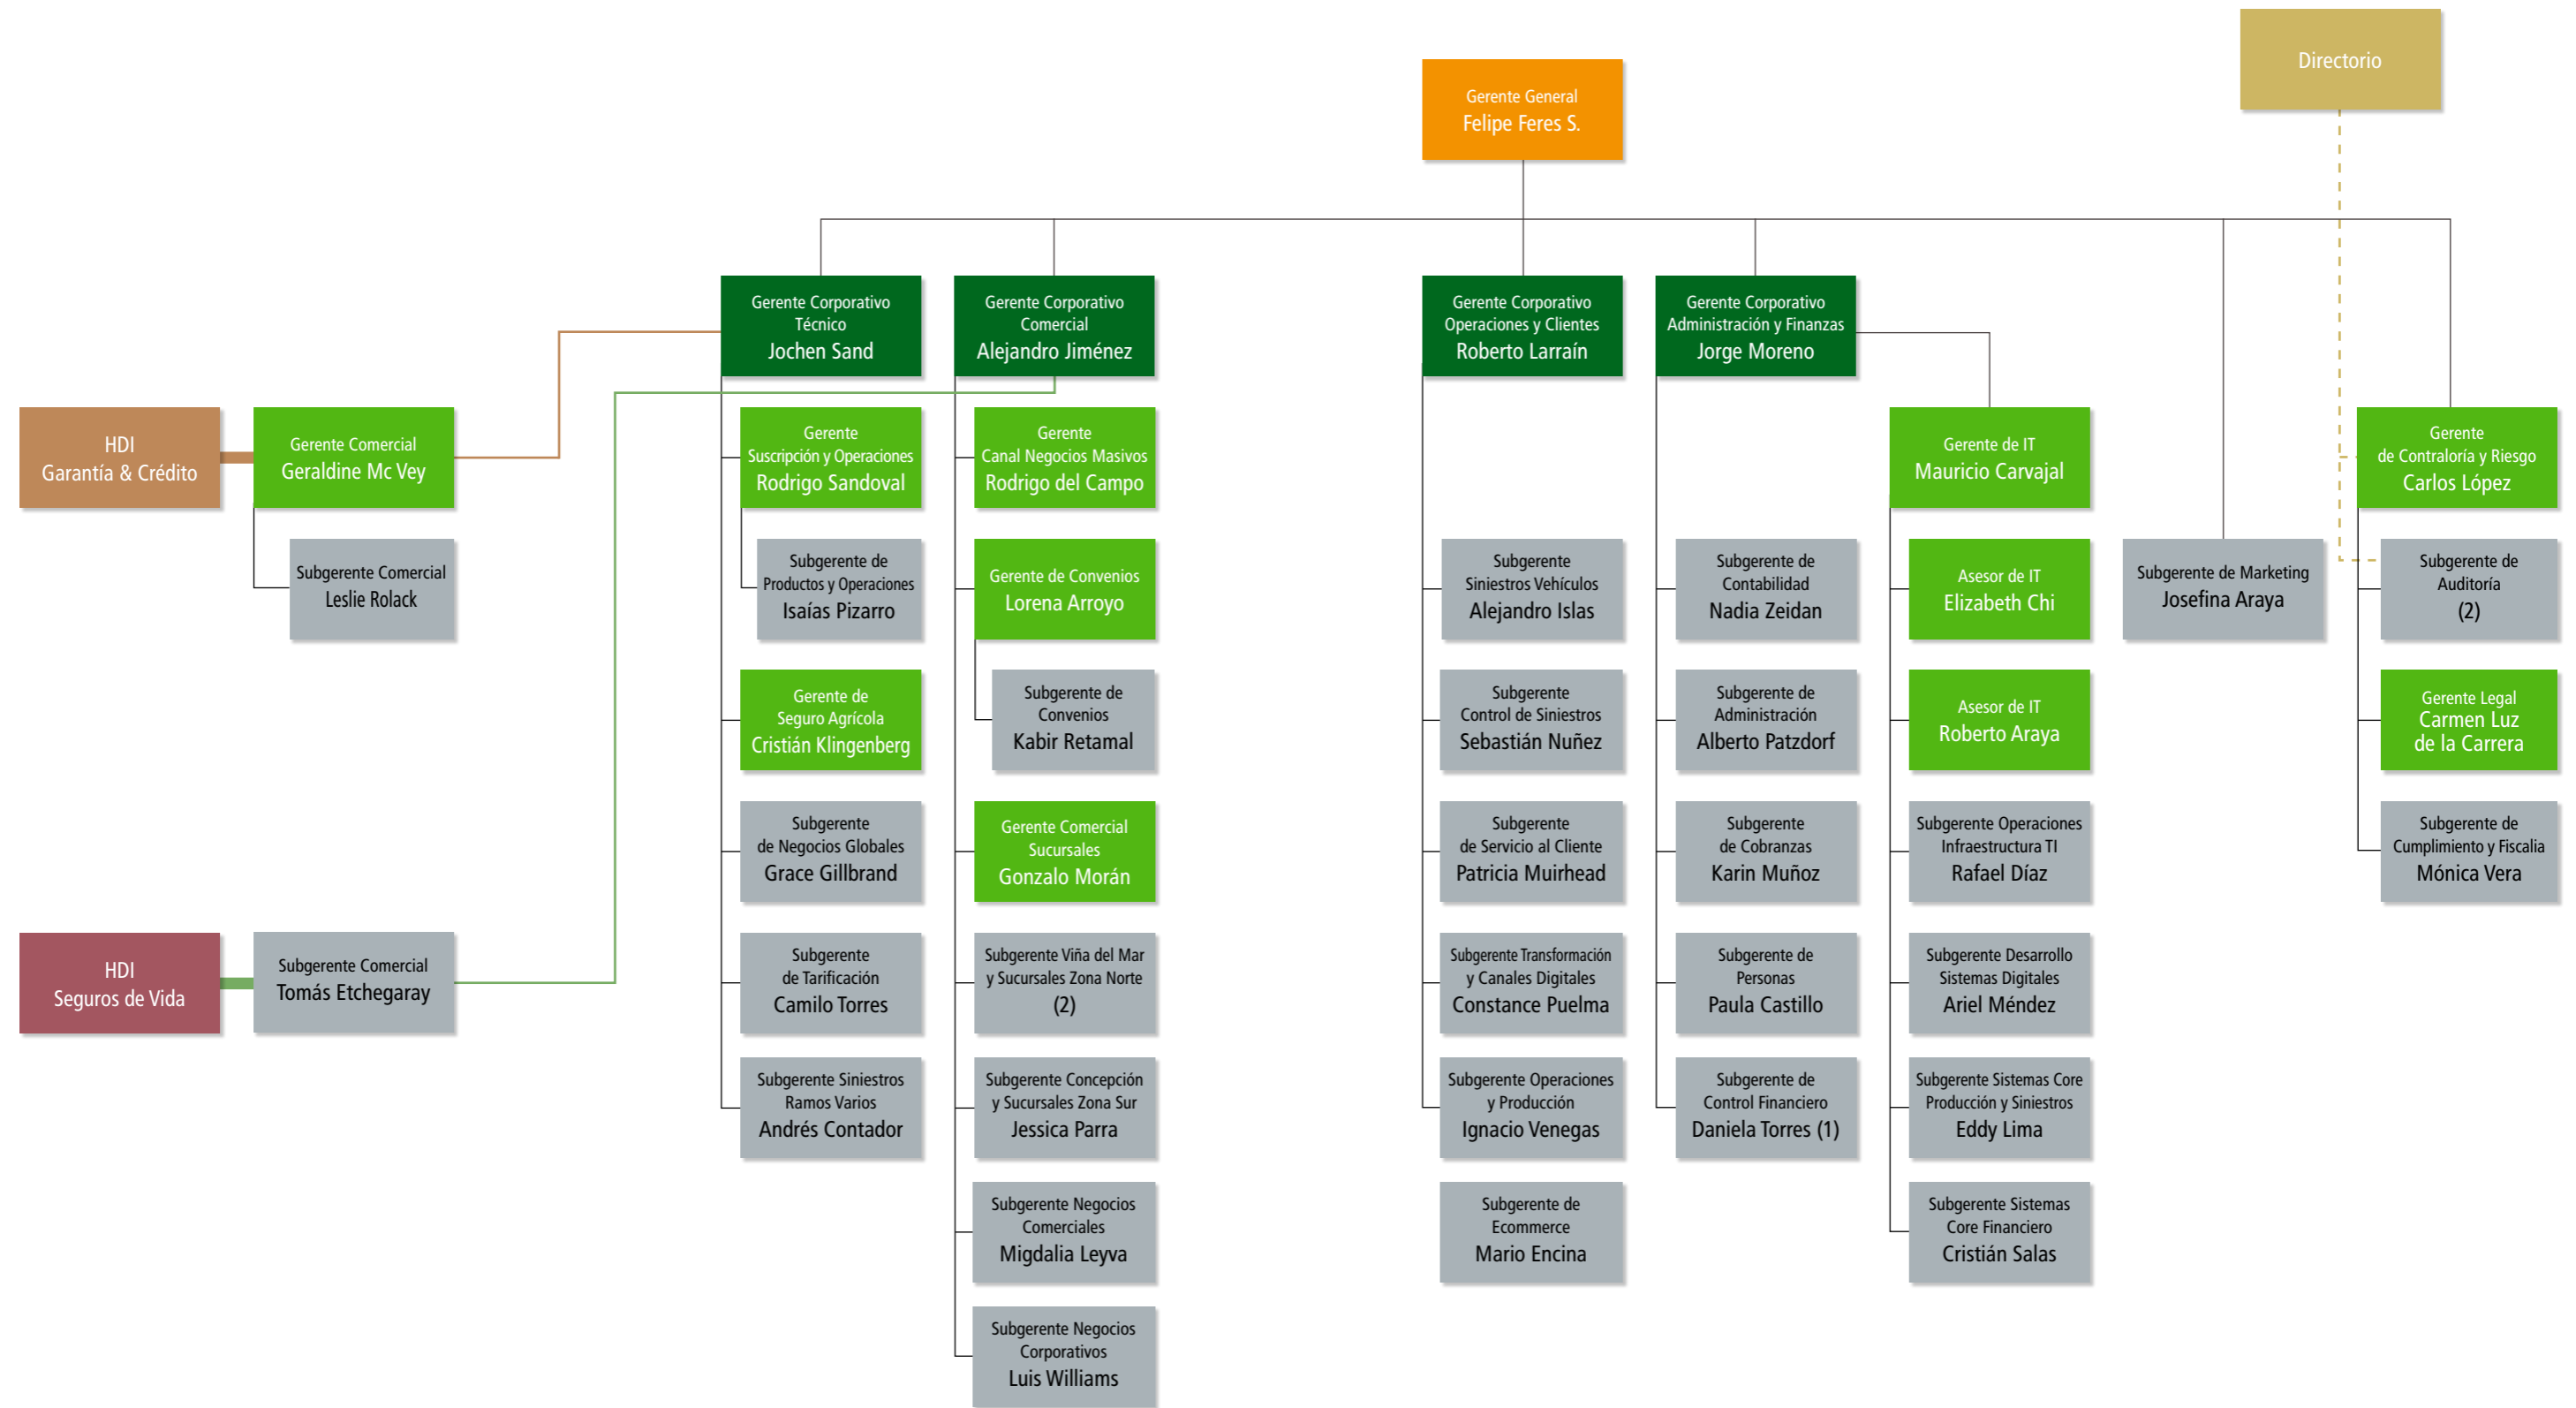 Directorio
Gerente General
Felipe Feres S.
Gerente Corporativo
Técnico
Jochen Sand
Gerente Corporativo
Comercial
Alejandro Jiménez
Gerente Corporativo
Operaciones y Clientes
Roberto Larraín
Gerente Corporativo
Administración y Finanzas
Jorge Moreno
HDI
Garantía & Crédito
Gerente Comercial
Geraldine Mc Vey
Subgerente Comercial
Leslie Rolack
HDI
Seguros de Vida
Subgerente Comercial
Tomás Etchegaray
Gerente
Suscripción y Operaciones
Rodrigo Sandoval
Subgerente de
Productos y Operaciones
Isaías Pizarro
Gerente de
Seguro Agrícola
Cristián Klingenberg
Subgerente
de Negocios Globales
Grace Gillbrand
Subgerente
de Tarificación
Camilo Torres
Subgerente Siniestros
Ramos Varios
Andrés Contador
Gerente
Canal Negocios Masivos
Rodrigo del Campo
Gerente de Convenios
Lorena Arroyo
Subgerente de
Convenios
Kabir Retamal
Gerente Comercial
Sucursales
Gonzalo Morán
Subgerente Viña del Mar
y Sucursales Zona Norte
(2)
Subgerente Concepción
y Sucursales Zona Sur
Jessica Parra
Subgerente Negocios
Comerciales
Migdalia Leyva
Subgerente Negocios
Corporativos
Luis Williams
Subgerente
Siniestros Vehículos
Alejandro Islas
Subgerente
Control de Siniestros
Sebastián Nuñez
Subgerente
de Servicio al Cliente
Patricia Muirhead
Subgerente Transformación
y Canales Digitales
Constance Puelma
Subgerente Operaciones
y Producción
Ignacio Venegas
Subgerente de
Ecommerce
Mario Encina
Subgerente de
Contabilidad
Nadia Zeidan
Subgerente de
Administración
Alberto Patzdorf
Subgerente
de Cobranzas
Karin Muñoz
Subgerente de
Personas
Paula Castillo
Subgerente de
Control Financiero
Daniela Torres (1)
Gerente de IT
Mauricio Carvajal
Asesor de IT
Elizabeth Chi
Asesor de IT
Roberto Araya
Subgerente Operaciones
Infraestructura TI
Rafael Díaz
Subgerente Desarrollo
Sistemas Digitales
Ariel Méndez
Subgerente Sistemas Core
Producción y Siniestros
Eddy Lima
Subgerente Sistemas
Core Financiero
Cristián Salas
Subgerente de Marketing
Josefina Araya
Gerente
de Contraloría y Riesgo
Carlos López
Subgerente de
Auditoría
(2)
Gerente Legal
Carmen Luz
de la Carrera
Subgerente de
Cumplimiento y Fiscalia
Mónica Vera